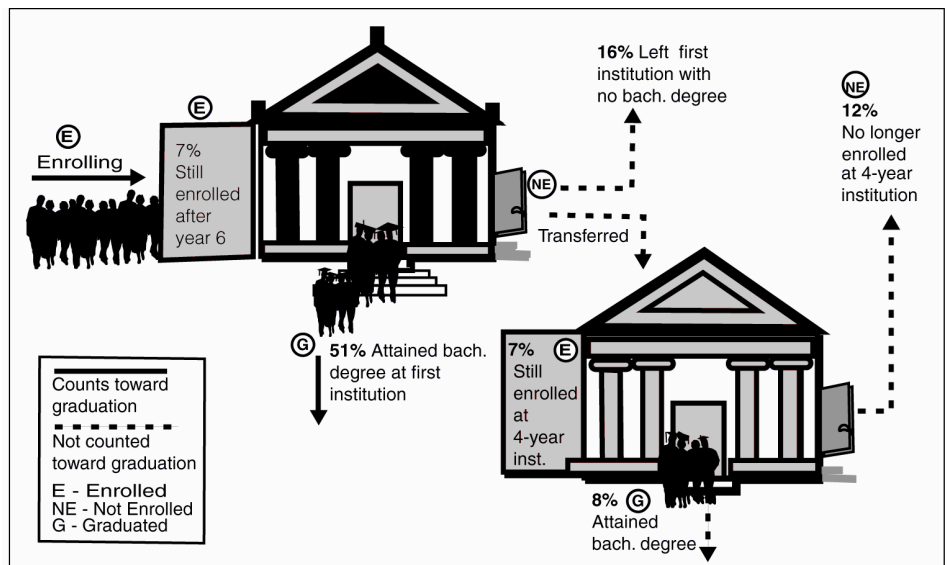 E
Enrolling
E
7%
Still
enrolled
after
year 6
16% Left first
institution with
no bach. degree
NE
Transferred
NE
12%
No longer
enrolled
at 4-year
institution
G 51% Attained bach.
degree at first
institution
7% E
Still
enrolled
at
4-year
inst.
8% G
Attained
bach. degree
Counts toward
graduation
Not counted
toward graduation
E - Enrolled
NE - Not Enrolled
G - Graduated